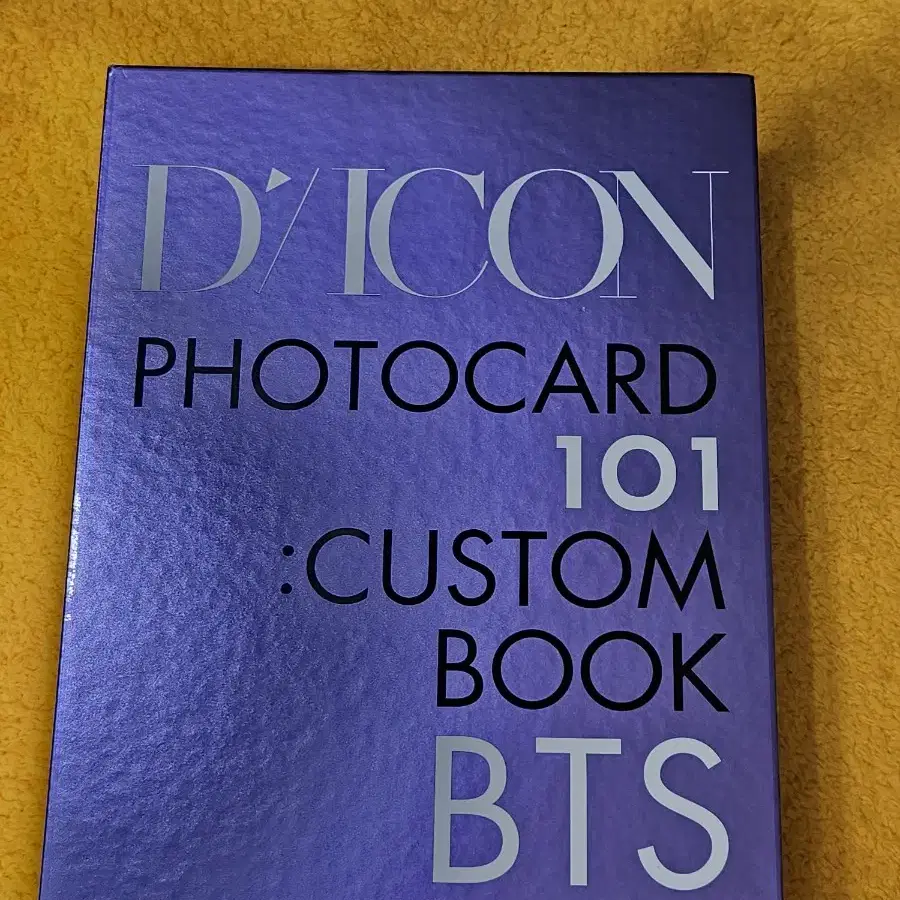 D'/ICON
PHOTOCARD
101
:CUSTOM
BOOK
BTS